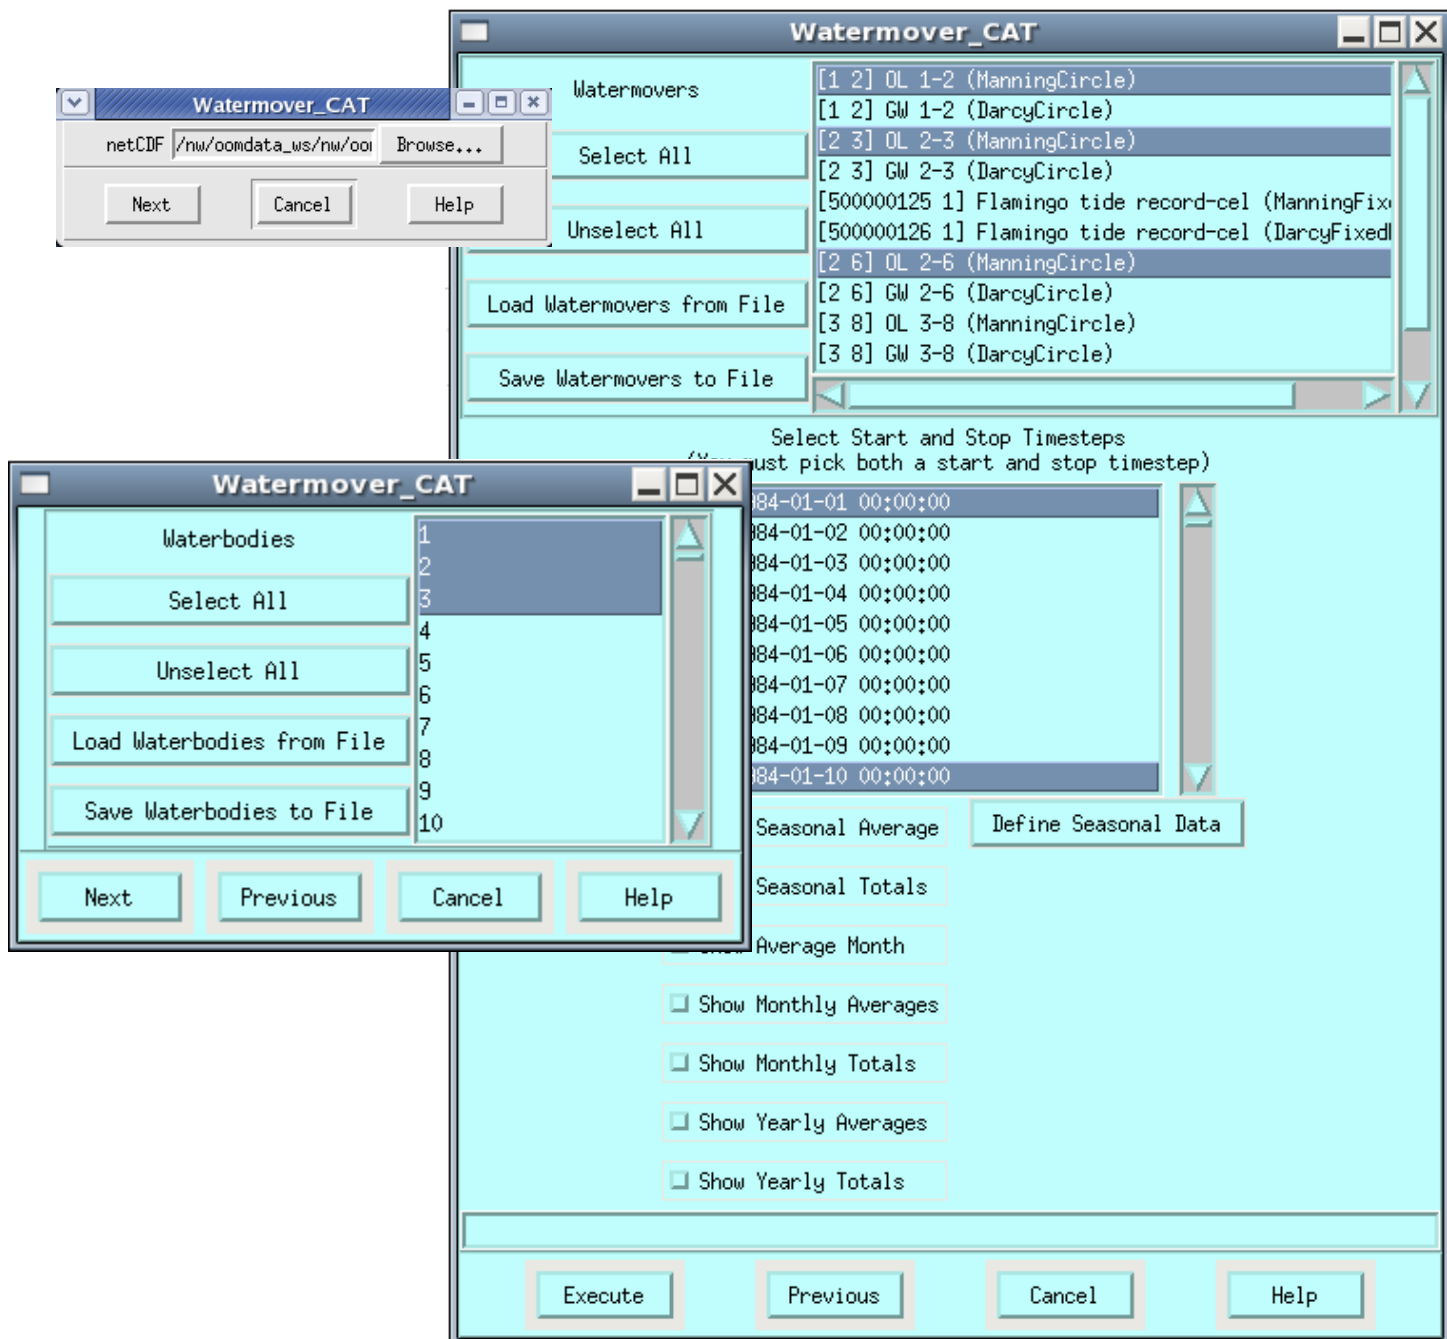 Watermover_CAT
netCDF /nw/oomdata_ws/nw/oo Browse...
Next Cancel Help
Watermover_CAT
Watermovers
Select All
Unselect All
Load Watermovers from File
Save Watermovers to File
[1 2] OL 1-2 (ManningCircle)
[1 2] GW 1-2 (DarcyCircle)
[2 3] OL 2-3 (ManningCircle)
[2 3] GW 2-3 (DarcyCircle)
[500000125 1] Flamingo tide record-cel (ManningFix
[500000126 1] Flamingo tide record-cel (DarcyFixed
[2 6] OL 2-6 (ManningCircle)
[2 6] GW 2-6 (DarcyCircle)
[3 8] OL 3-8 (ManningCircle)
[3 8] GW 3-8 (DarcyCircle)
Select Start and Stop Timesteps
must pick both a start and stop timestep)
84-01-01 00:00:00
84-01-02 00:00:00
84-01-03 00:00:00
84-01-04 00:00:00
84-01-05 00:00:00
84-01-06 00:00:00
84-01-07 00:00:00
84-01-08 00:00:00
84-01-09 00:00:00
84-01-10 00:00:00
Seasonal Average Define Seasonal Data
Seasonal Totals
Average Month
Show Monthly Averages
Show Monthly Totals
Show Yearly Averages
Show Yearly Totals
Execute Previous Cancel Help
Watermover_CAT
Waterbodies
Select All
Unselect All
Load Waterbodies from File
Save Waterbodies to File
1
2
3
4
5
6
7
8
9
10
Next Previous Cancel Help